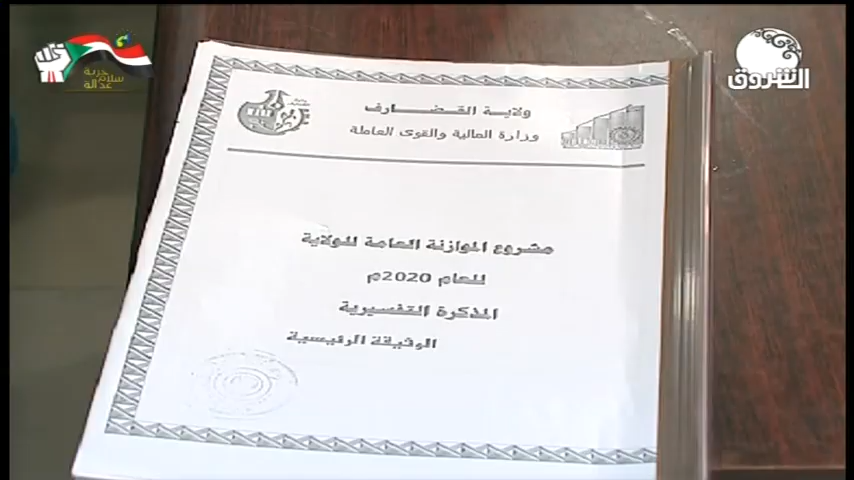 حرية
سلام
عدالة
الشروق
ولاية القضارف
وزارة المالية والقوى العاملة
مشروع الموازنة العامة للولاية
للعام 2020م
المذكرة التفسيرية
الوثيقة الرئيسية